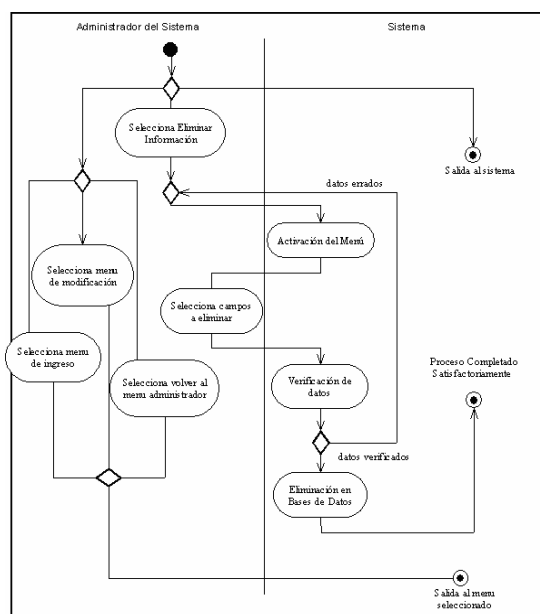 Administrador del Sistema
Sistema
Selecciona Eliminar
Información
Salida al sistema
datos errados
Activación del Menú
Selecciona menu
de modificación
Selecciona campos
a eliminar
Selecciona menu
de ingreso
Selecciona volver al
menu administrador
Verificación de
datos
Proceso Completado
Satisfactoriamente
datos verificados
Eliminación en
Bases de Datos
Salida al menu
seleccionado